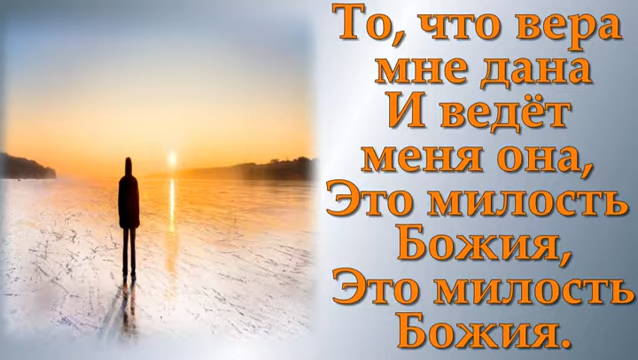 То, что вера
мне дана
И ведёт
меня она,
Это милость
Божия,
Это милость
Божия.